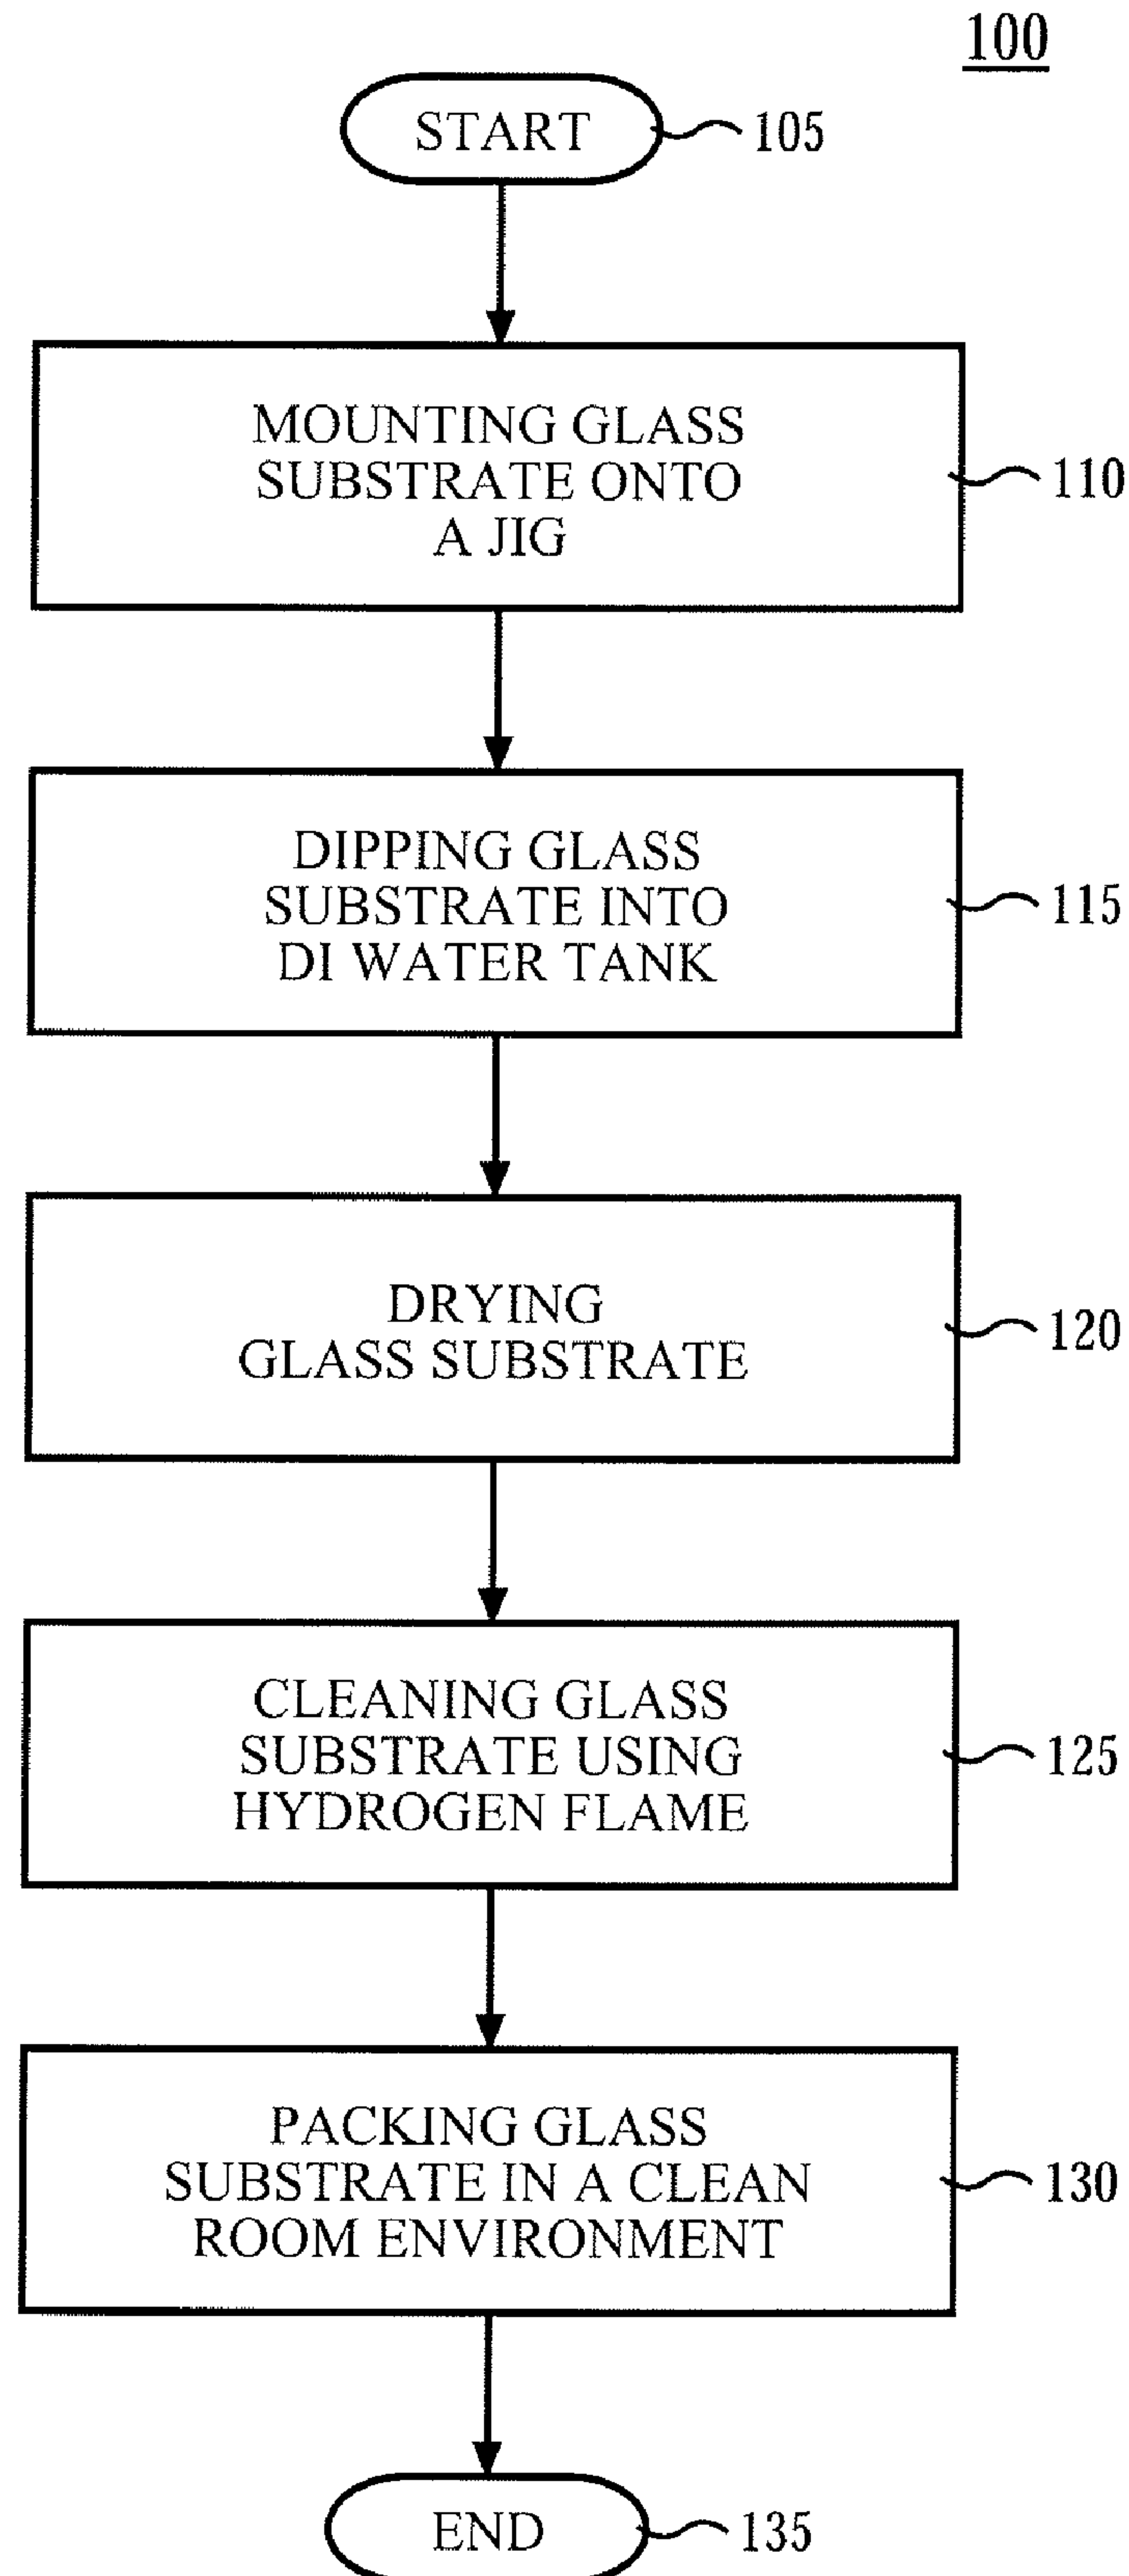 100
START
105
MOUNTING GLASS
SUBSTRATE ONTO
A JIG
110
DIPPING GLASS
SUBSTRATE INTO
DI WATER TANK
115
DRYING
GLASS SUBSTRATE
120
CLEANING GLASS
SUBSTRATE USING
HYDROGEN FLAME
125
PACKING GLASS
SUBSTRATE IN A CLEAN
ROOM ENVIRONMENT
130
END
135